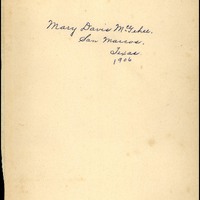 Mary Davis McGehee.
San Marcos.
Texas
1906